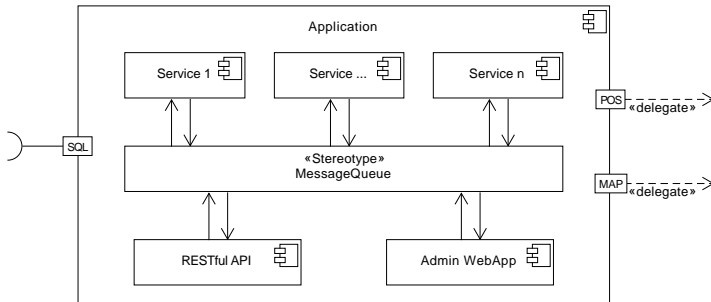 Application
Service 1
Service ...
Service n
POS
«delegate»
SQL
«Stereotype»
MessageQueue
MAP
«delegate»
RESTful API
Admin WebApp